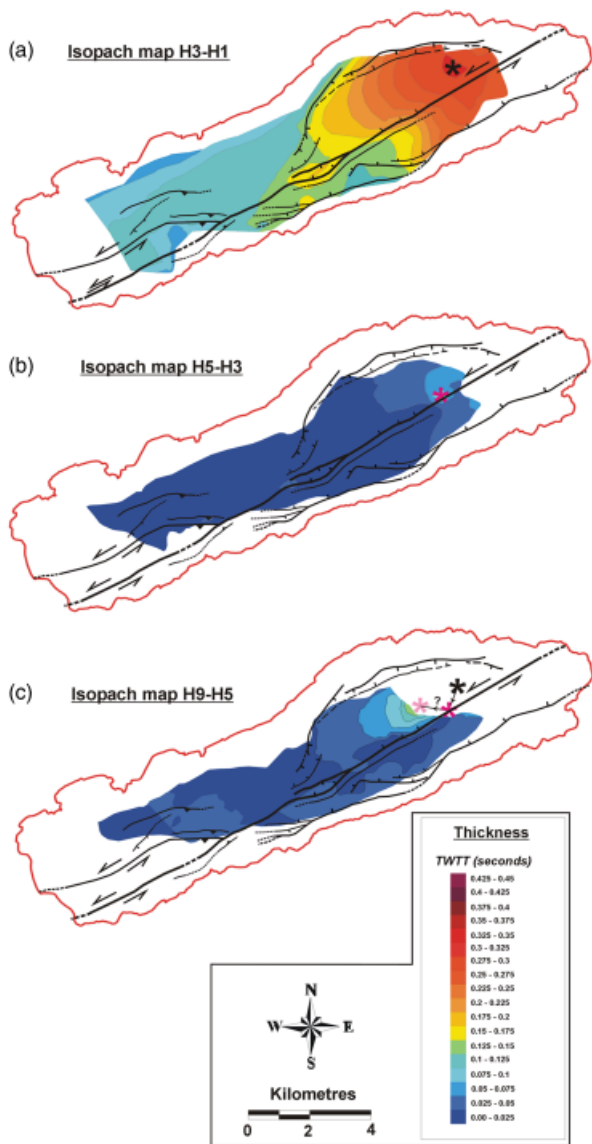 (a) Isopach map H3-H1
*
(b) Isopach map H5-H3
*
(c) Isopach map H9-H5
* ? * *
Thickness
TWTT (seconds)
0.425 - 0.45
0.4 - 0.425
0.375 - 0.4
0.35 - 0.375
0.325 - 0.35
0.3 - 0.325
0.275 - 0.3
0.25 - 0.275
0.225 - 0.25
0.2 - 0.225
0.175 - 0.2
0.15 - 0.175
0.125 - 0.15
0.1 - 0.125
0.075 - 0.1
0.05 - 0.075
0.025 - 0.05
0.00 - 0.025
N
W E
S
Kilometres
0 2 4